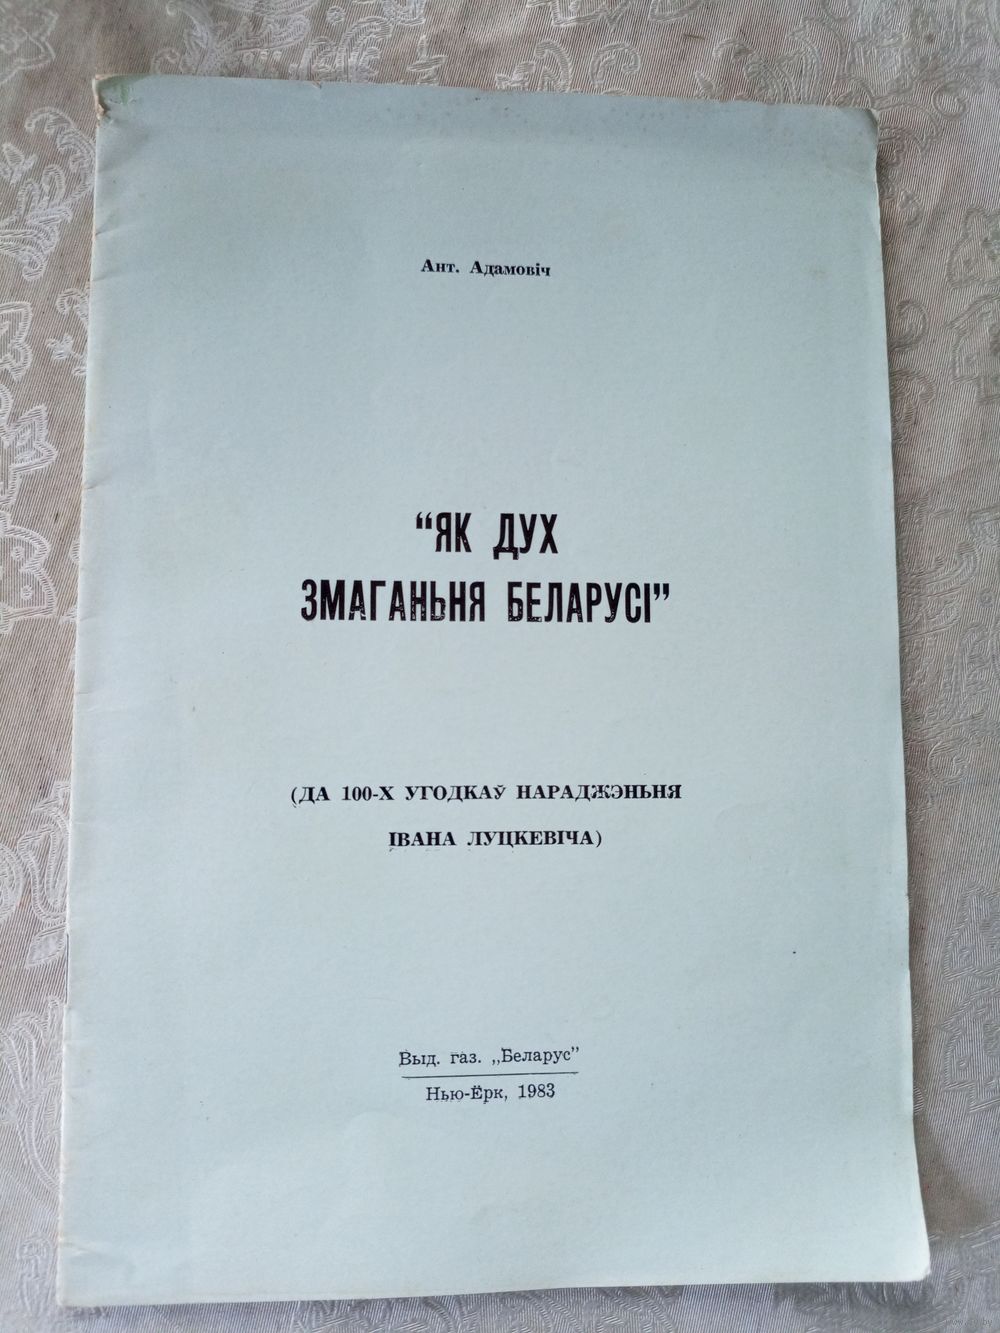 Ант. Адамовіч
“ЯК ДУХ
ЗМАГАНЬНЯ БЕЛАРУСІ”
(ДА 100-Х УГОДКАЎ НАРАДЖЭНЬНЯ
ІВАНА ЛУЦКЕВІЧА)
Выд. газ. „Беларус”
Нью-Ёрк, 1983